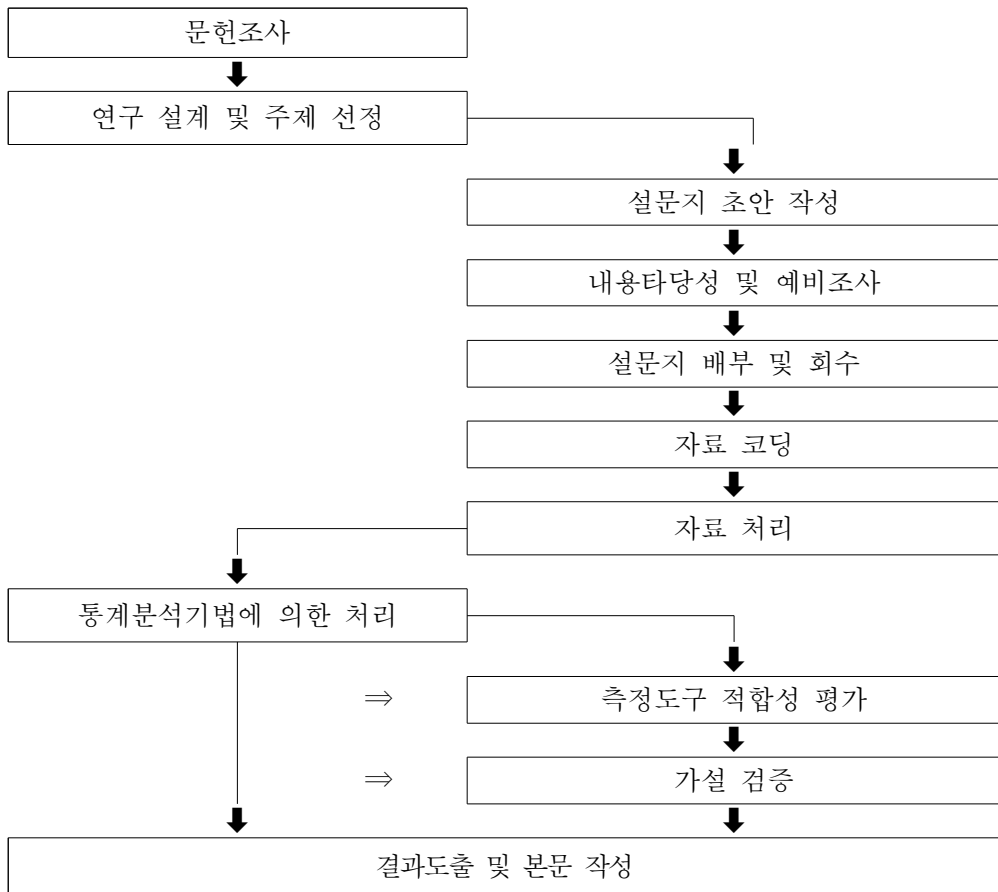 문헌조사
연구 설계 및 주제 선정
설문지 초안 작성
내용타당성 및 예비조사
설문지 배부 및 회수
자료 코딩
자료 처리
통계분석기법에 의한 처리
⇒ 측정도구 적합성 평가
⇒ 가설 검증
결과도출 및 본문 작성